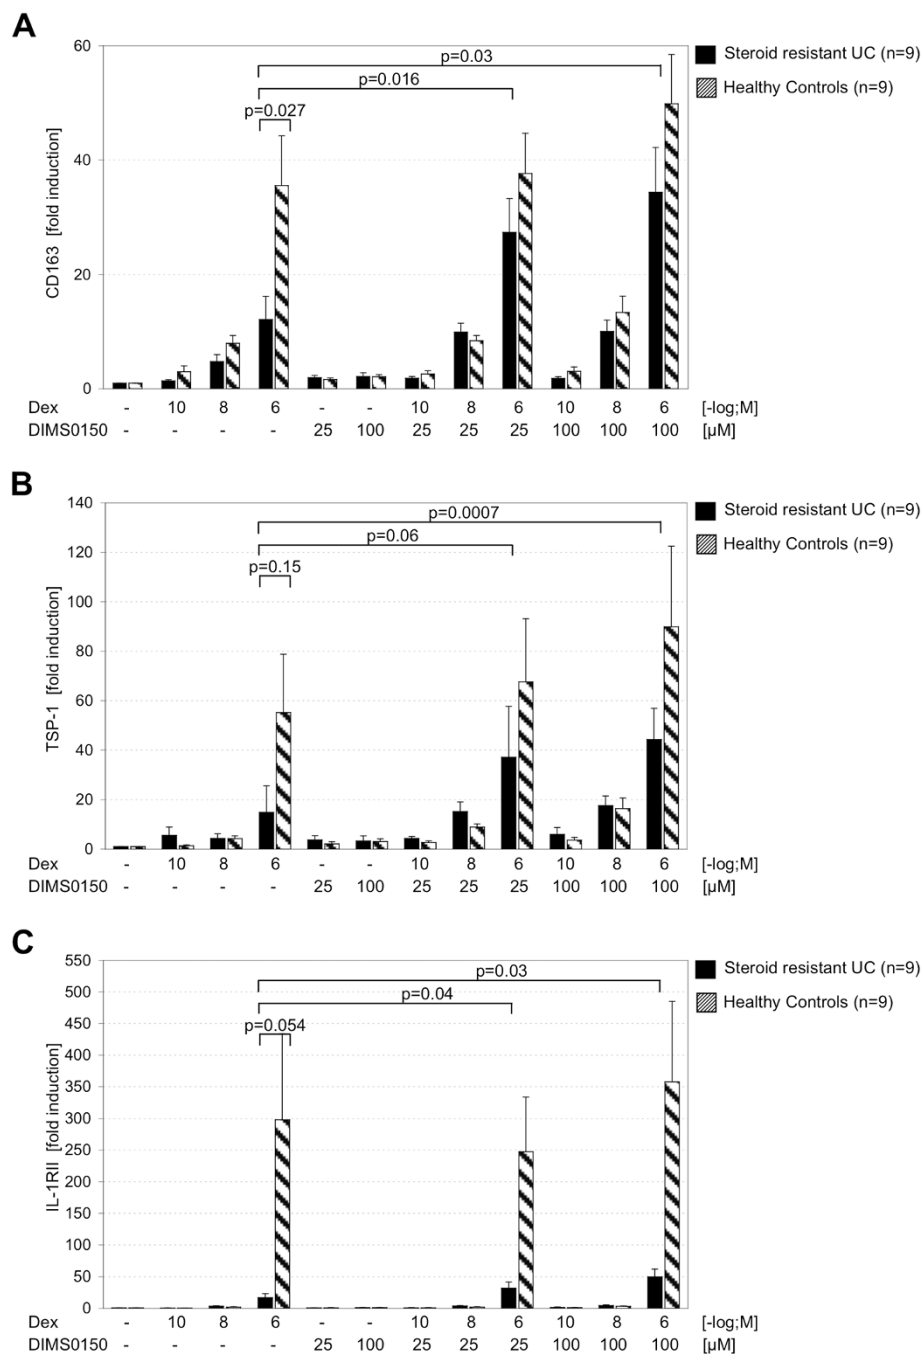 A
60
40
20
0
CD163 [fold induction]
p=0.03
p=0.016
p=0.027
Steroid resistant UC (n=9)
Healthy Controls (n=9)
Dex - 10 8 6 - - 10 8 6 10 8 6 [-log;M]
DIMS0150 - - - - 25 100 25 25 25 100 100 100 [µM]
B
140
120
100
80
60
40
20
0
TSP-1 [fold induction]
p=0.0007
p=0.06
p=0.15
Steroid resistant UC (n=9)
Healthy Controls (n=9)
Dex - 10 8 6 - - 10 8 6 10 8 6 [-log;M]
DIMS0150 - - - - 25 100 25 25 25 100 100 100 [µM]
C
550
500
450
400
350
300
250
200
150
100
50
0
IL-1RII [fold induction]
p=0.03
p=0.04
p=0.054
Steroid resistant UC (n=9)
Healthy Controls (n=9)
Dex - 10 8 6 - - 10 8 6 10 8 6 [-log;M]
DIMS0150 - - - - 25 100 25 25 25 100 100 100 [µM]